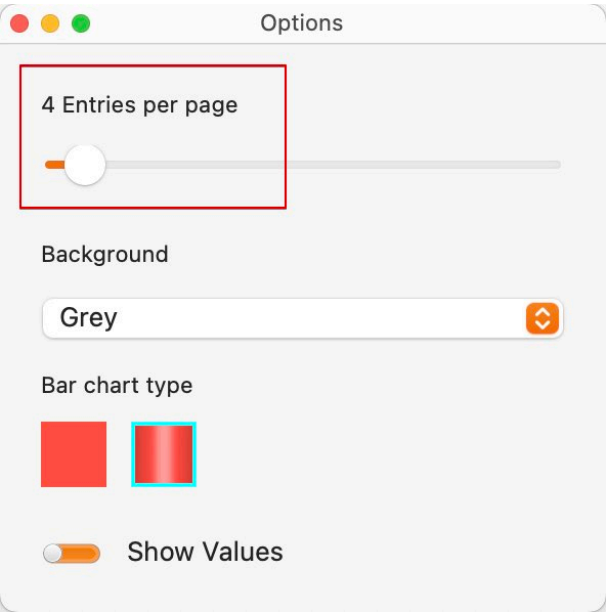 Options
4 Entries per page
Background
Grey
Bar chart type
Show Values